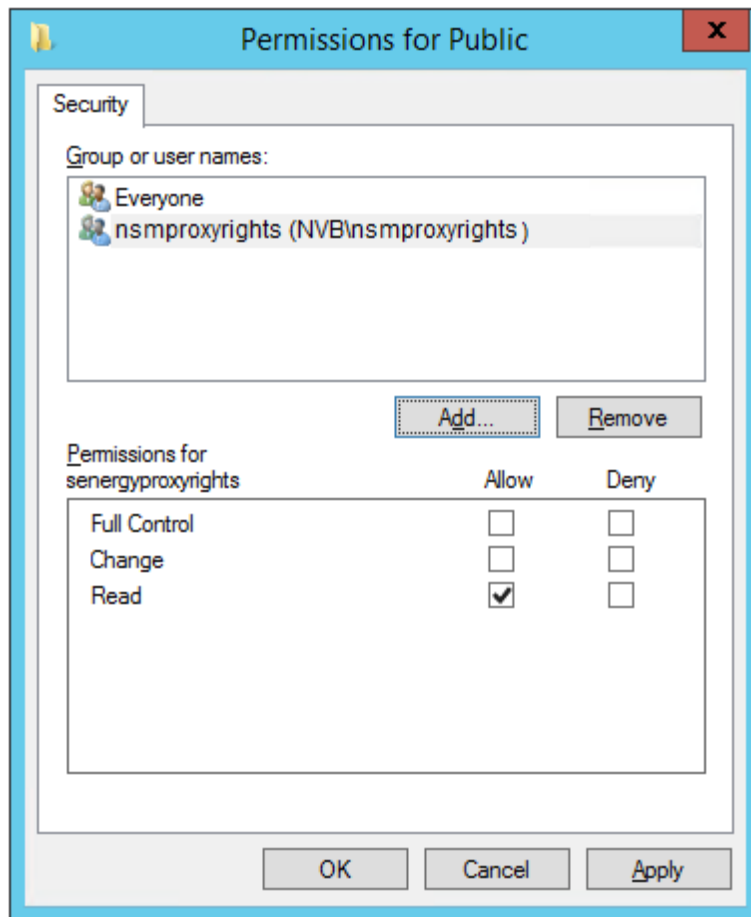 Permissions for Public
x
Security
Group or user names:
Everyone
nsmproxyrights (NVB\nsmproxyrights)
Add... Remove
Permissions for
senergyproxyrights Allow Deny
Full Control
Change
Read
OK Cancel Apply